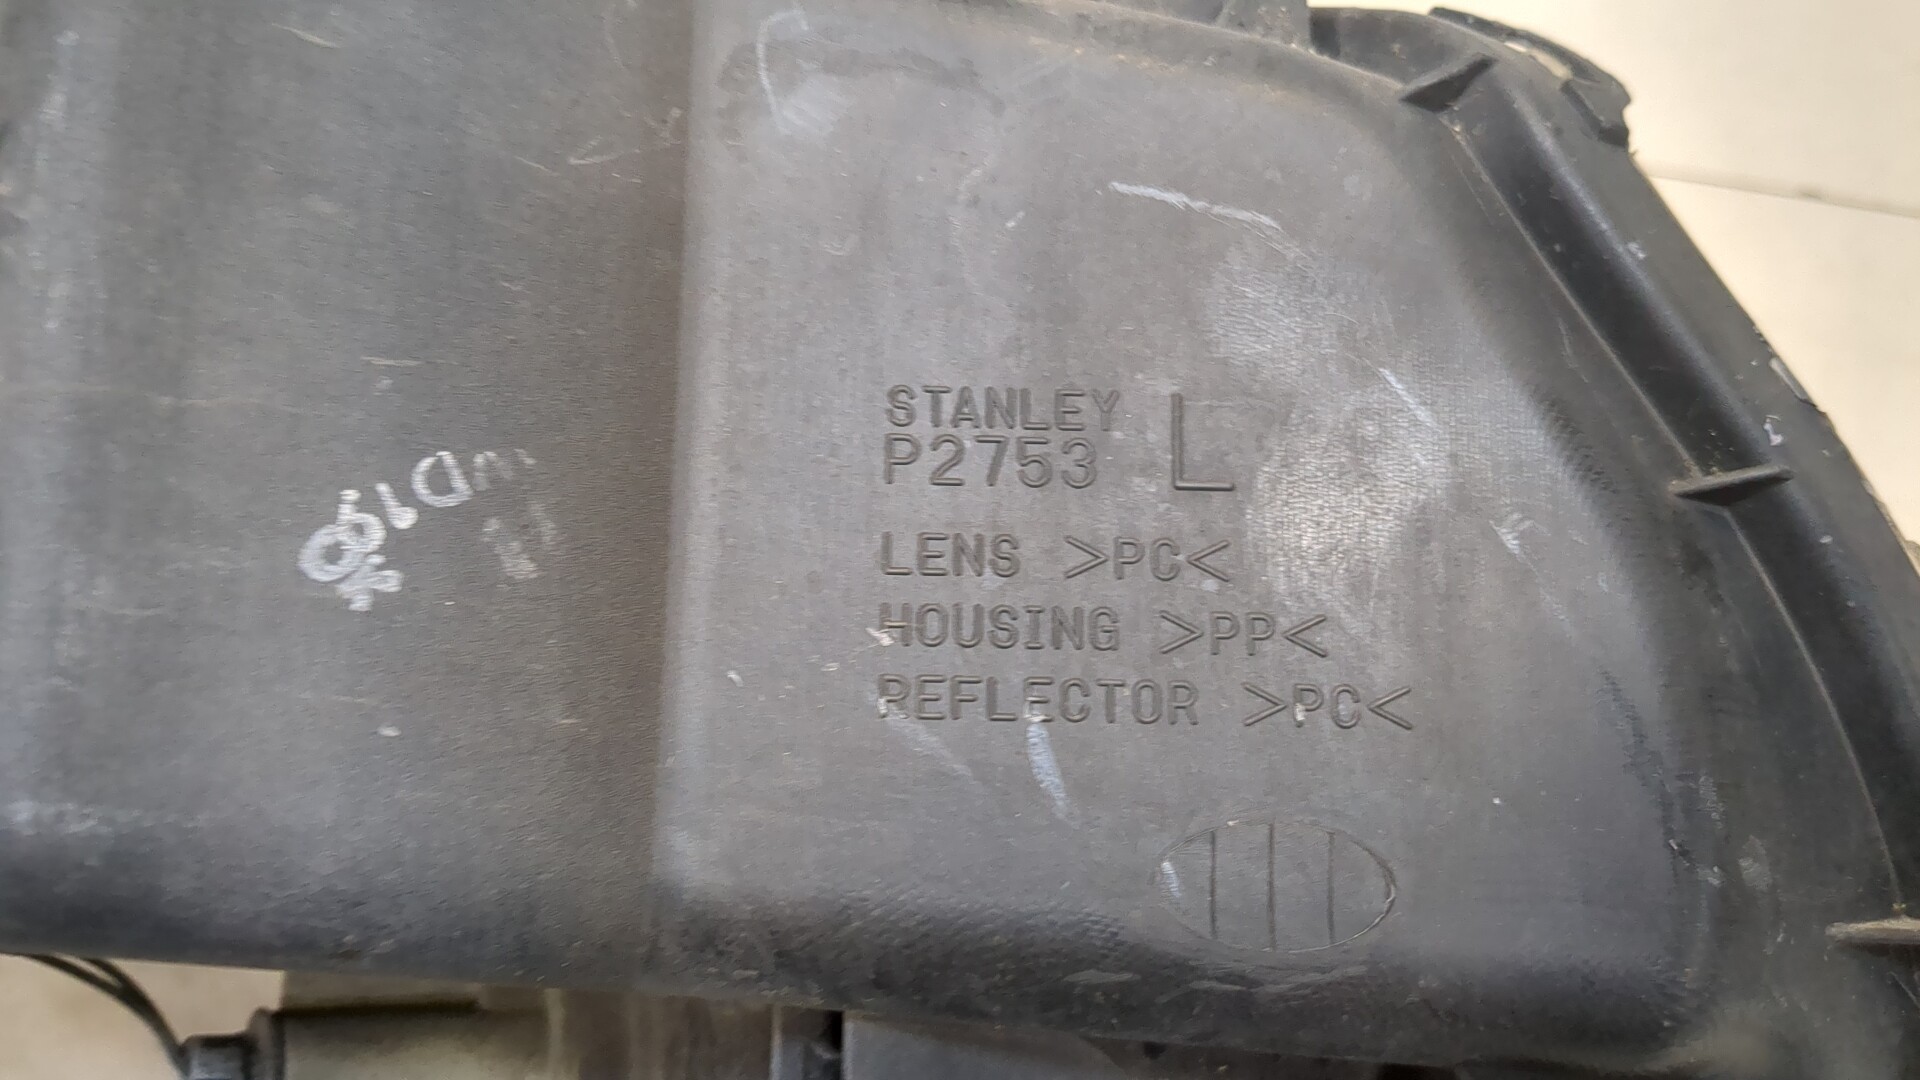 STANLEY
P2753 L
LENS >PC<
HOUSING >PP<
REFLECTOR >PC<